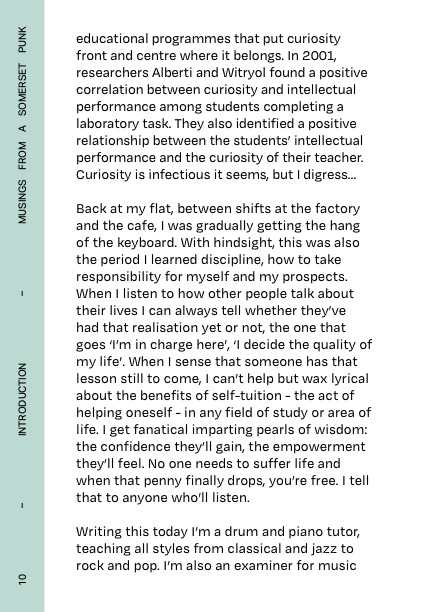 educational programmes that put curiosity
front and centre where it belongs. In 2001,
researchers Alberti and Witryol found a positive
correlation between curiosity and intellectual
performance among students completing a
laboratory task. They also identified a positive
relationship between the students' intellectual
performance and the curiosity of their teacher.
Curiosity is infectious it seems, but I digress...
Back at my flat, between shifts at the factory
and the cafe, I was gradually getting the hang
of the keyboard. With hindsight, this was also
the period I learned discipline, how to take
responsibility for myself and my prospects.
When I listen to how other people talk about
their lives I can always tell whether they've
had that realisation yet or not, the one that
goes 'I'm in charge here', 'I decide the quality of
my life'. When I sense that someone has that
lesson still to come, I can't help but wax lyrical
about the benefits of self-tuition - the act of
helping oneself - in any field of study or area of
life. I get fanatical imparting pearls of wisdom:
the confidence they'll gain, the empowerment
they'll feel. No one needs to suffer life and
when that penny finally drops, you're free. I tell
that to anyone who'll listen.
Writing this today I'm a drum and piano tutor,
teaching all styles from classical and jazz to
rock and pop. I'm also an examiner for music
10 – INTRODUCTION – MUSINGS FROM A SOMERSET PUNK